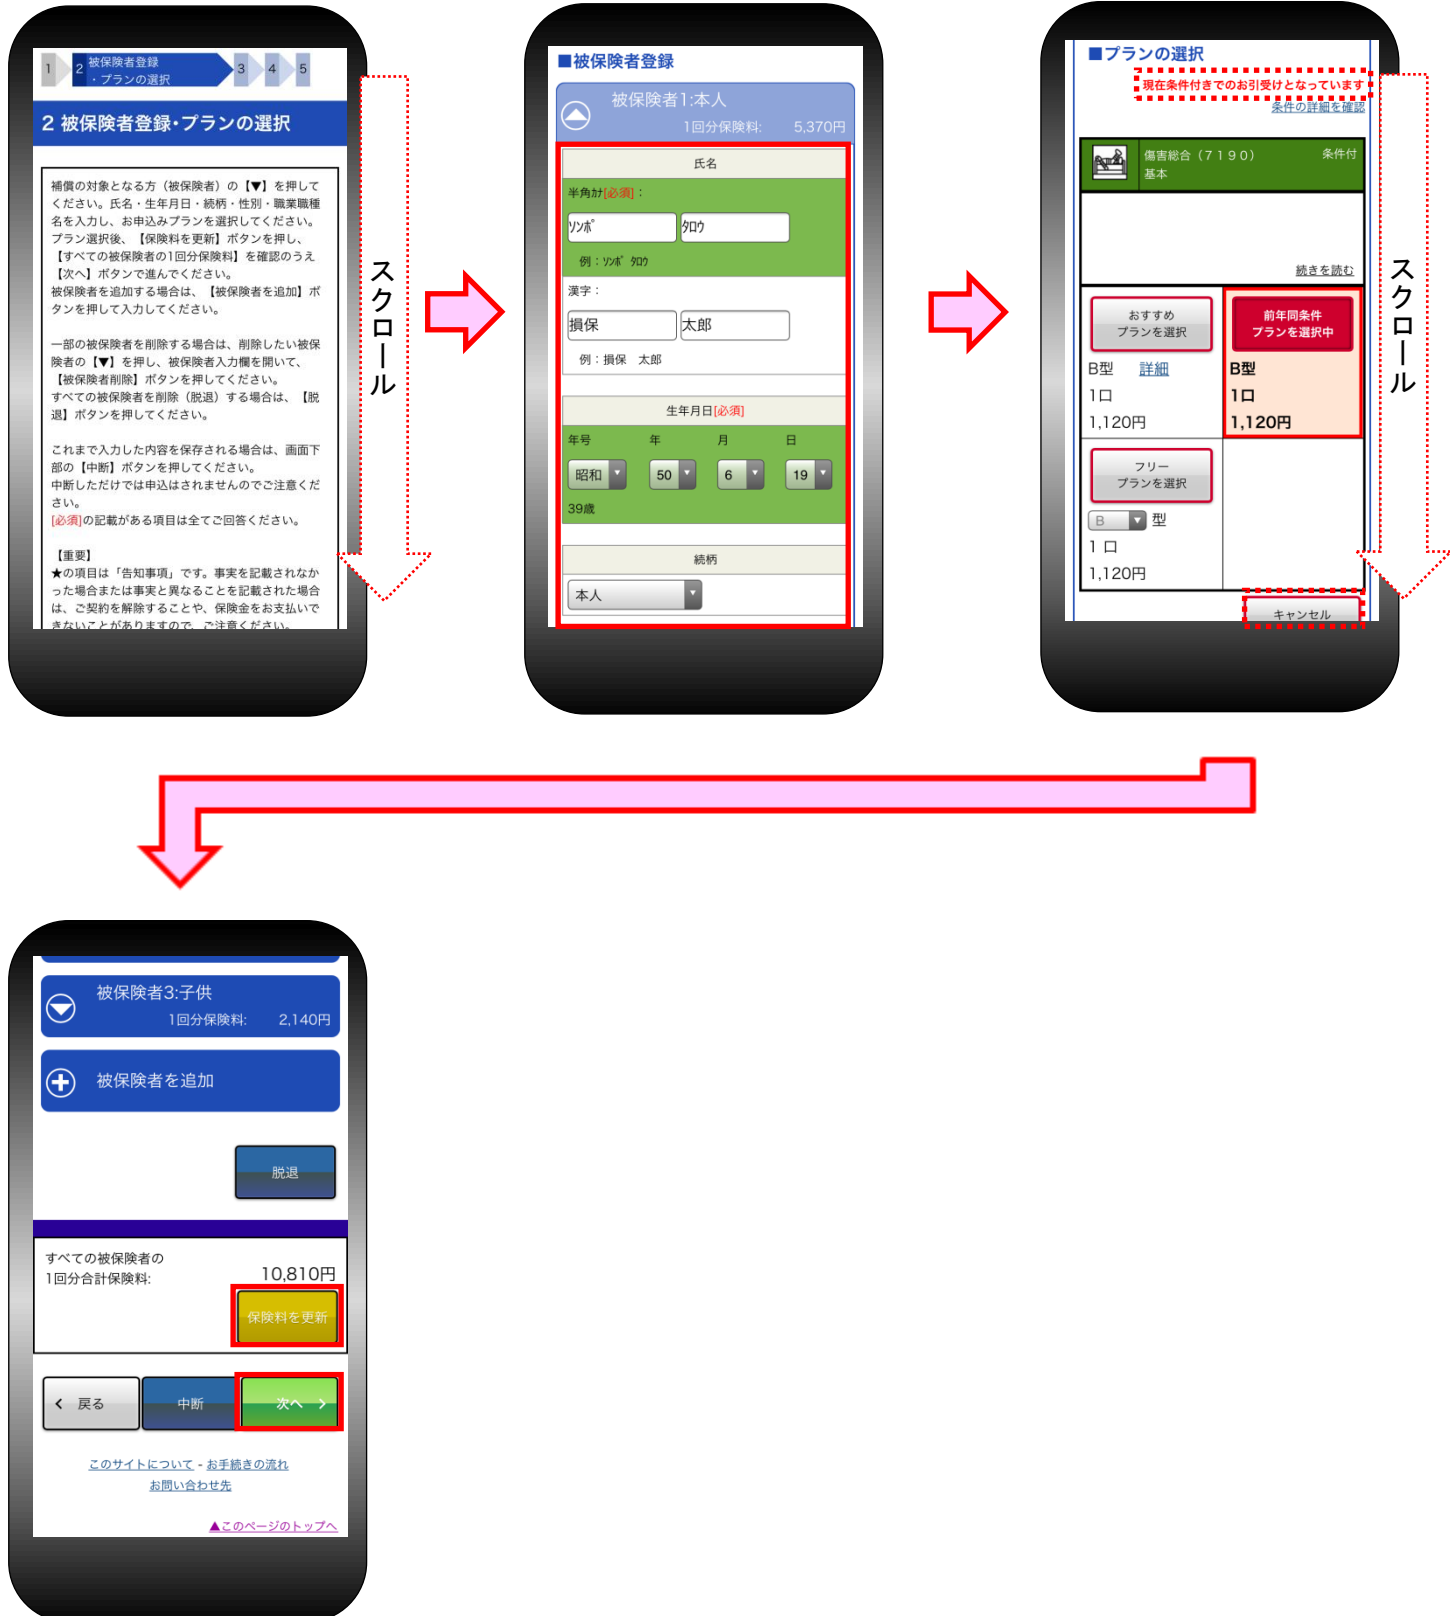 1
2
被保険者登録
・プランの選択
3
4
5
2 被保険者登録・プランの選択
補償の対象となる方（被保険者）の【▼】を押して
ください。氏名・生年月日・続柄・性別・職業職種
名を入力し、お申込みプランを選択してください。
プラン選択後、【保険料を更新】ボタンを押し、
【すべての被保険者の1回分保険料】を確認のうえ
【次へ】ボタンで進んでください。
被保険者を追加する場合は、【被保険者を追加】ボ
タンを押して入力してください。
一部の被保険者を削除する場合は、削除したい被保
険者の【▼】を押し、被保険者入力欄を開いて、
【被保険者削除】ボタンを押してください。
すべての被保険者を削除（脱退）する場合は、【脱
退】ボタンを押してください。
これまで入力した内容を保存される場合は、画面下
部の【中断】ボタンを押してください。
中断しただけでは申込はされませんのでご注意くだ
さい。
[必須]の記載がある項目は全てご回答ください。
【重要】
★の項目は「告知事項」です。事実を記載されなか
った場合または事実と異なることを記載された場合
は、ご契約を解除することや、保険金をお支払いで
きないことがありますので、ご注意ください。
スクロール
■被保険者登録
被保険者1:本人
1回分保険料: 5,370円
氏名
半角ｶﾅ[必須]：
ｿﾝﾎﾟ ﾀﾛｳ
例：ｿﾝﾎﾟ ﾀﾛｳ
漢字：
損保 太郎
例：損保 太郎
生年月日[必須]
年号 年 月 日
昭和 50 6 19
39歳
続柄
本人
■プランの選択
現在条件付きでのお引受けとなっています
条件の詳細を確認
傷害総合（７１９０） 条件付
基本
続きを読む
おすすめ
プランを選択
B型 詳細
1口
1,120円
前年同条件
プランを選択中
B型
1口
1,120円
フリー
プランを選択
B 型
1 口
1,120円
キャンセル
スクロール
被保険者3:子供
1回分保険料: 2,140円
被保険者を追加
脱退
すべての被保険者の
1回分合計保険料: 10,810円
保険料を更新
戻る
中断
次へ
このサイトについて - お手続きの流れ
お問い合わせ先
▲このページのトップへ